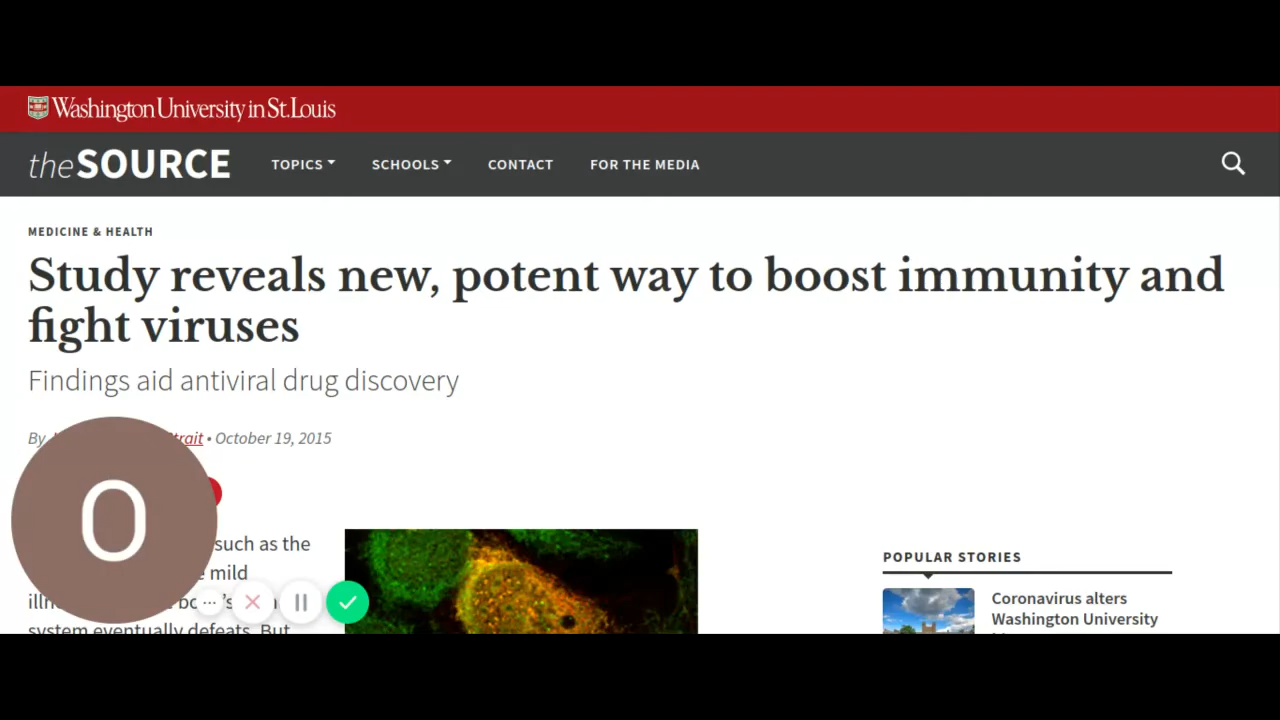 Washington University in St. Louis
theSOURCE TOPICS SCHOOLS CONTACT FOR THE MEDIA
MEDICINE & HEALTH
Study reveals new, potent way to boost immunity and
fight viruses
Findings aid antiviral drug discovery
By trait • October 19, 2015
O
such as the
mild
system eventually defeats. But
POPULAR STORIES
Coronavirus alters
Washington University